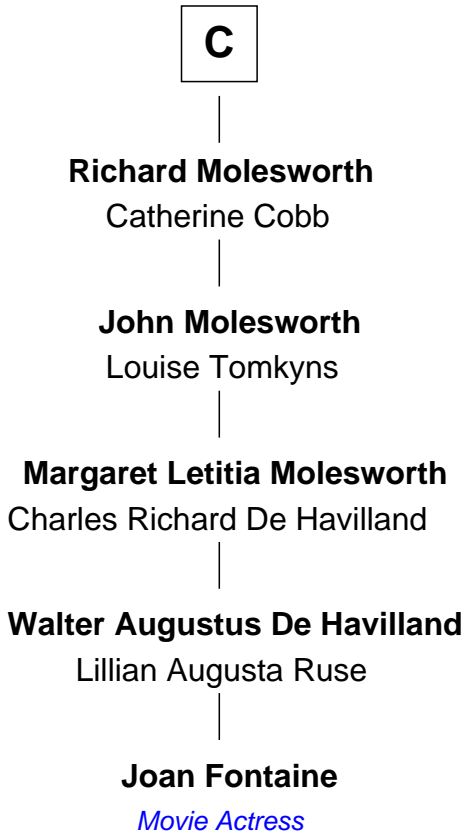 C
Richard Molesworth
Catherine Cobb
John Molesworth
Louise Tomkyns
Margaret Letitia Molesworth
Charles Richard De Havilland
Walter Augustus De Havilland
Lillian Augusta Ruse
Joan Fontaine
Movie Actress